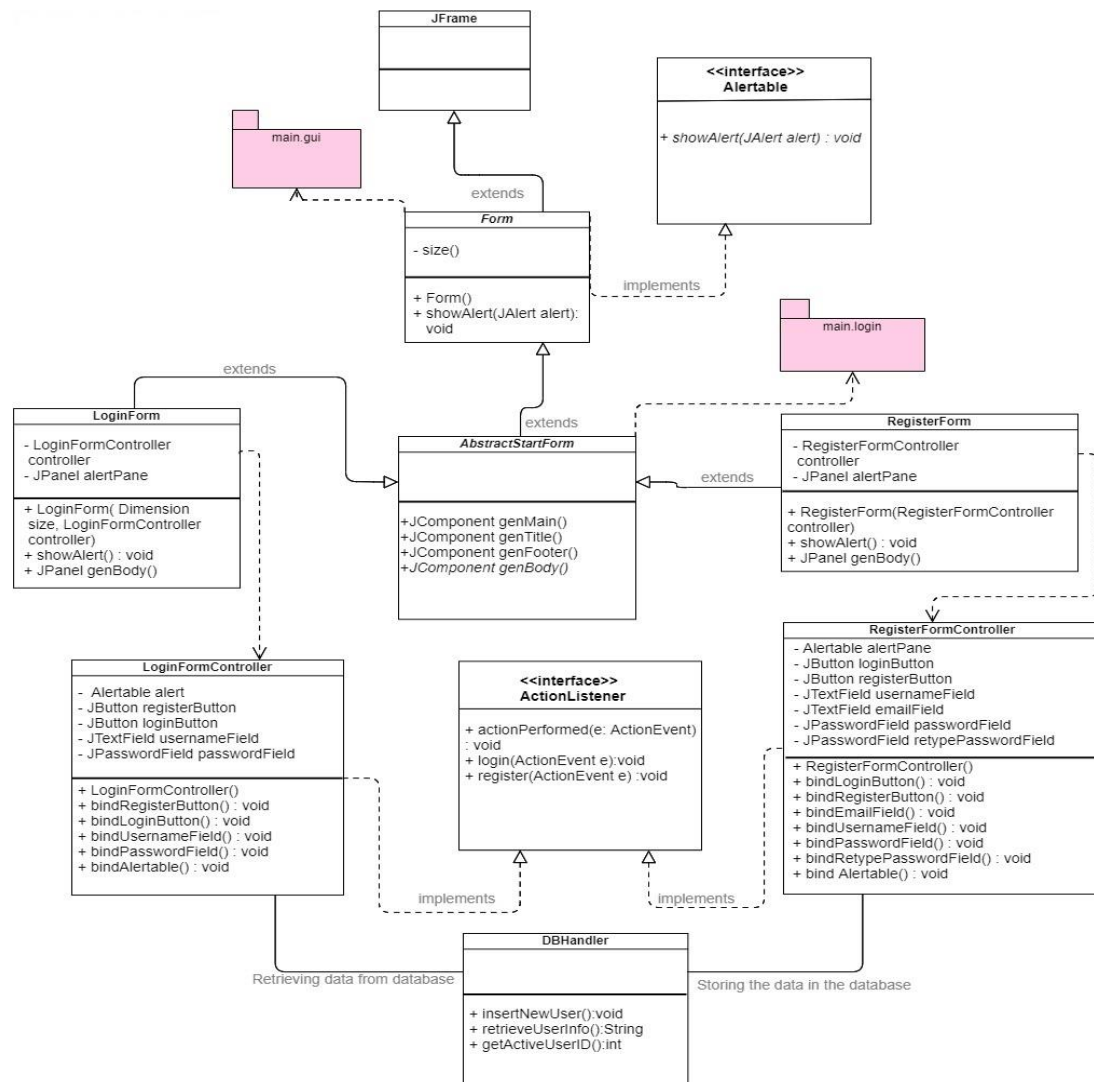 JFrame
<<interface>>
Alertable
+ showAlert(JAlert alert) : void
main.gui
extends
Form
- size()
+ Form()
+ showAlert(JAlert alert):
void
implements
main.login
extends
extends
LoginForm
- LoginFormController
controller
- JPanel alertPane
+ LoginForm( Dimension
size, LoginFormController
controller)
+ showAlert() : void
+ JPanel genBody()
AbstractStartForm
+JComponent genMain()
+JComponent genTitle()
+JComponent genFooter()
+JComponent genBody()
extends
RegisterForm
- RegisterFormController
controller
- JPanel alertPane
+ RegisterForm(RegisterFormController
controller)
+ showAlert() : void
+ JPanel genBody()
LoginFormController
- Alertable alert
- JButton registerButton
- JButton loginButton
- JTextField usernameField
- JPasswordField passwordField
+ LoginFormController()
+ bindRegisterButton() : void
+ bindLoginButton() : void
+ bindUsernameField() : void
+ bindPasswordField() : void
+ bindAlertable() : void
<<interface>>
ActionListener
+ actionPerformed(e: ActionEvent)
: void
+ login(ActionEvent e):void
+ register(ActionEvent e) :void
RegisterFormController
- Alertable alertPane
- JButton loginButton
- JButton registerButton
- JTextField usernameField
- JTextField emailField
- JPasswordField passwordField
- JPasswordField retypePasswordField
+ RegisterFormController()
+ bindLoginButton() : void
+ bindRegisterButton() : void
+ bindEmailField() : void
+ bindUsernameField() : void
+ bindPasswordField() : void
+ bindRetypePasswordField() : void
+ bind Alertable() : void
implements
implements
DBHandler
+ insertNewUser():void
+ retrieveUserInfo():String
+ getActiveUserID():int
Retrieving data from database
Storing the data in the database